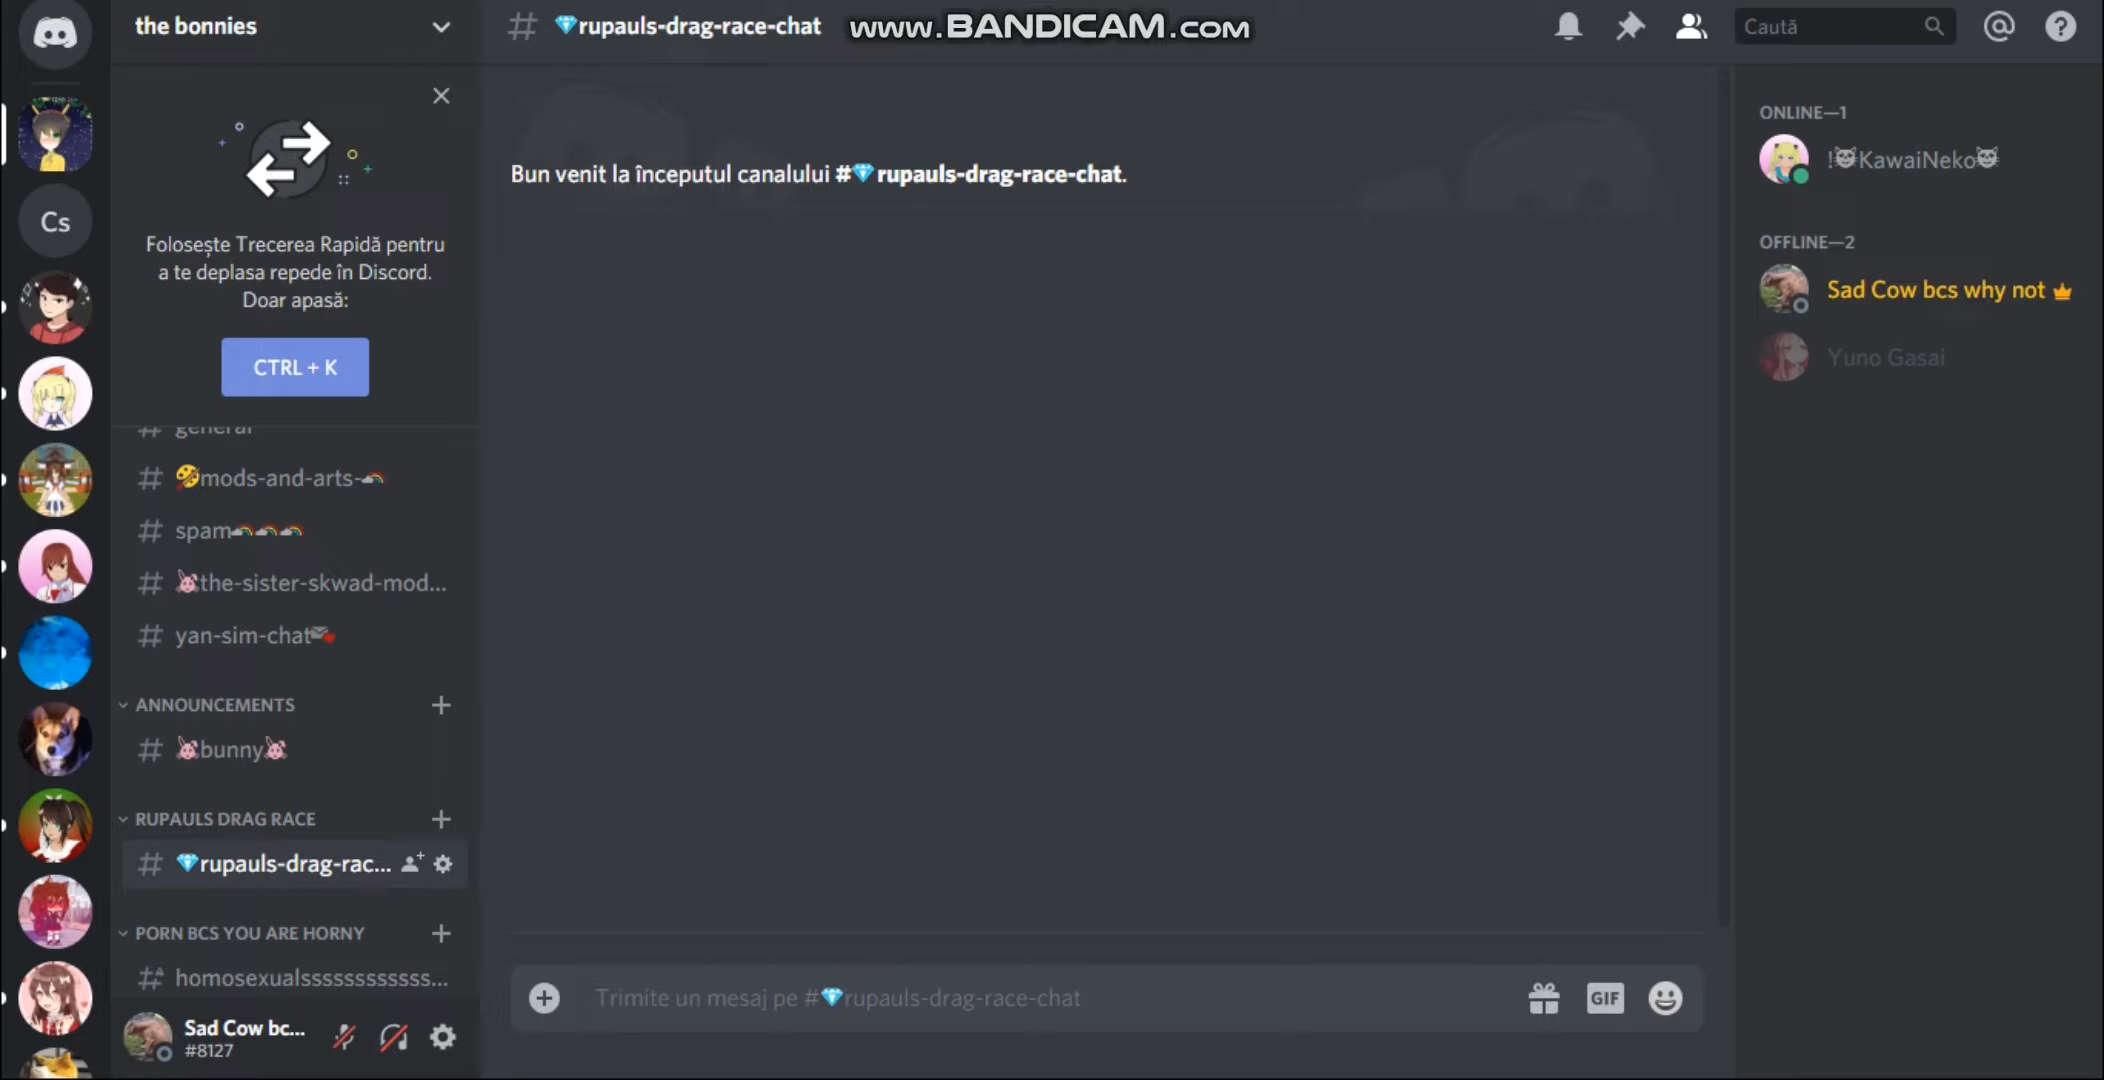 the bonnies
#💎rupauls-drag-race-chat
www.BANDICAM.com
Caută
Folosește Trecerea Rapidă pentru
a te deplasa repede în Discord.
Doar apasă:
CTRL + K
Cs
# general
# 🎨mods-and-arts-🌈
# spam🌈🌈🌈
# 🐰the-sister-skwad-mod...
# yan-sim-chat💌
ANNOUNCEMENTS
# 🐰bunny🐰
RUPAULS DRAG RACE
# 💎rupauls-drag-rac...
PORN BCS YOU ARE HORNY
# homosexualsssssssssssss...
Sad Cow bc...
#8127
Bun venit la începutul canalului #💎rupauls-drag-race-chat.
Trimite un mesaj pe #💎rupauls-drag-race-chat
GIF
ONLINE—1
!😼KawaiNeko😼
OFFLINE—2
Sad Cow bcs why not
Yuno Gasai